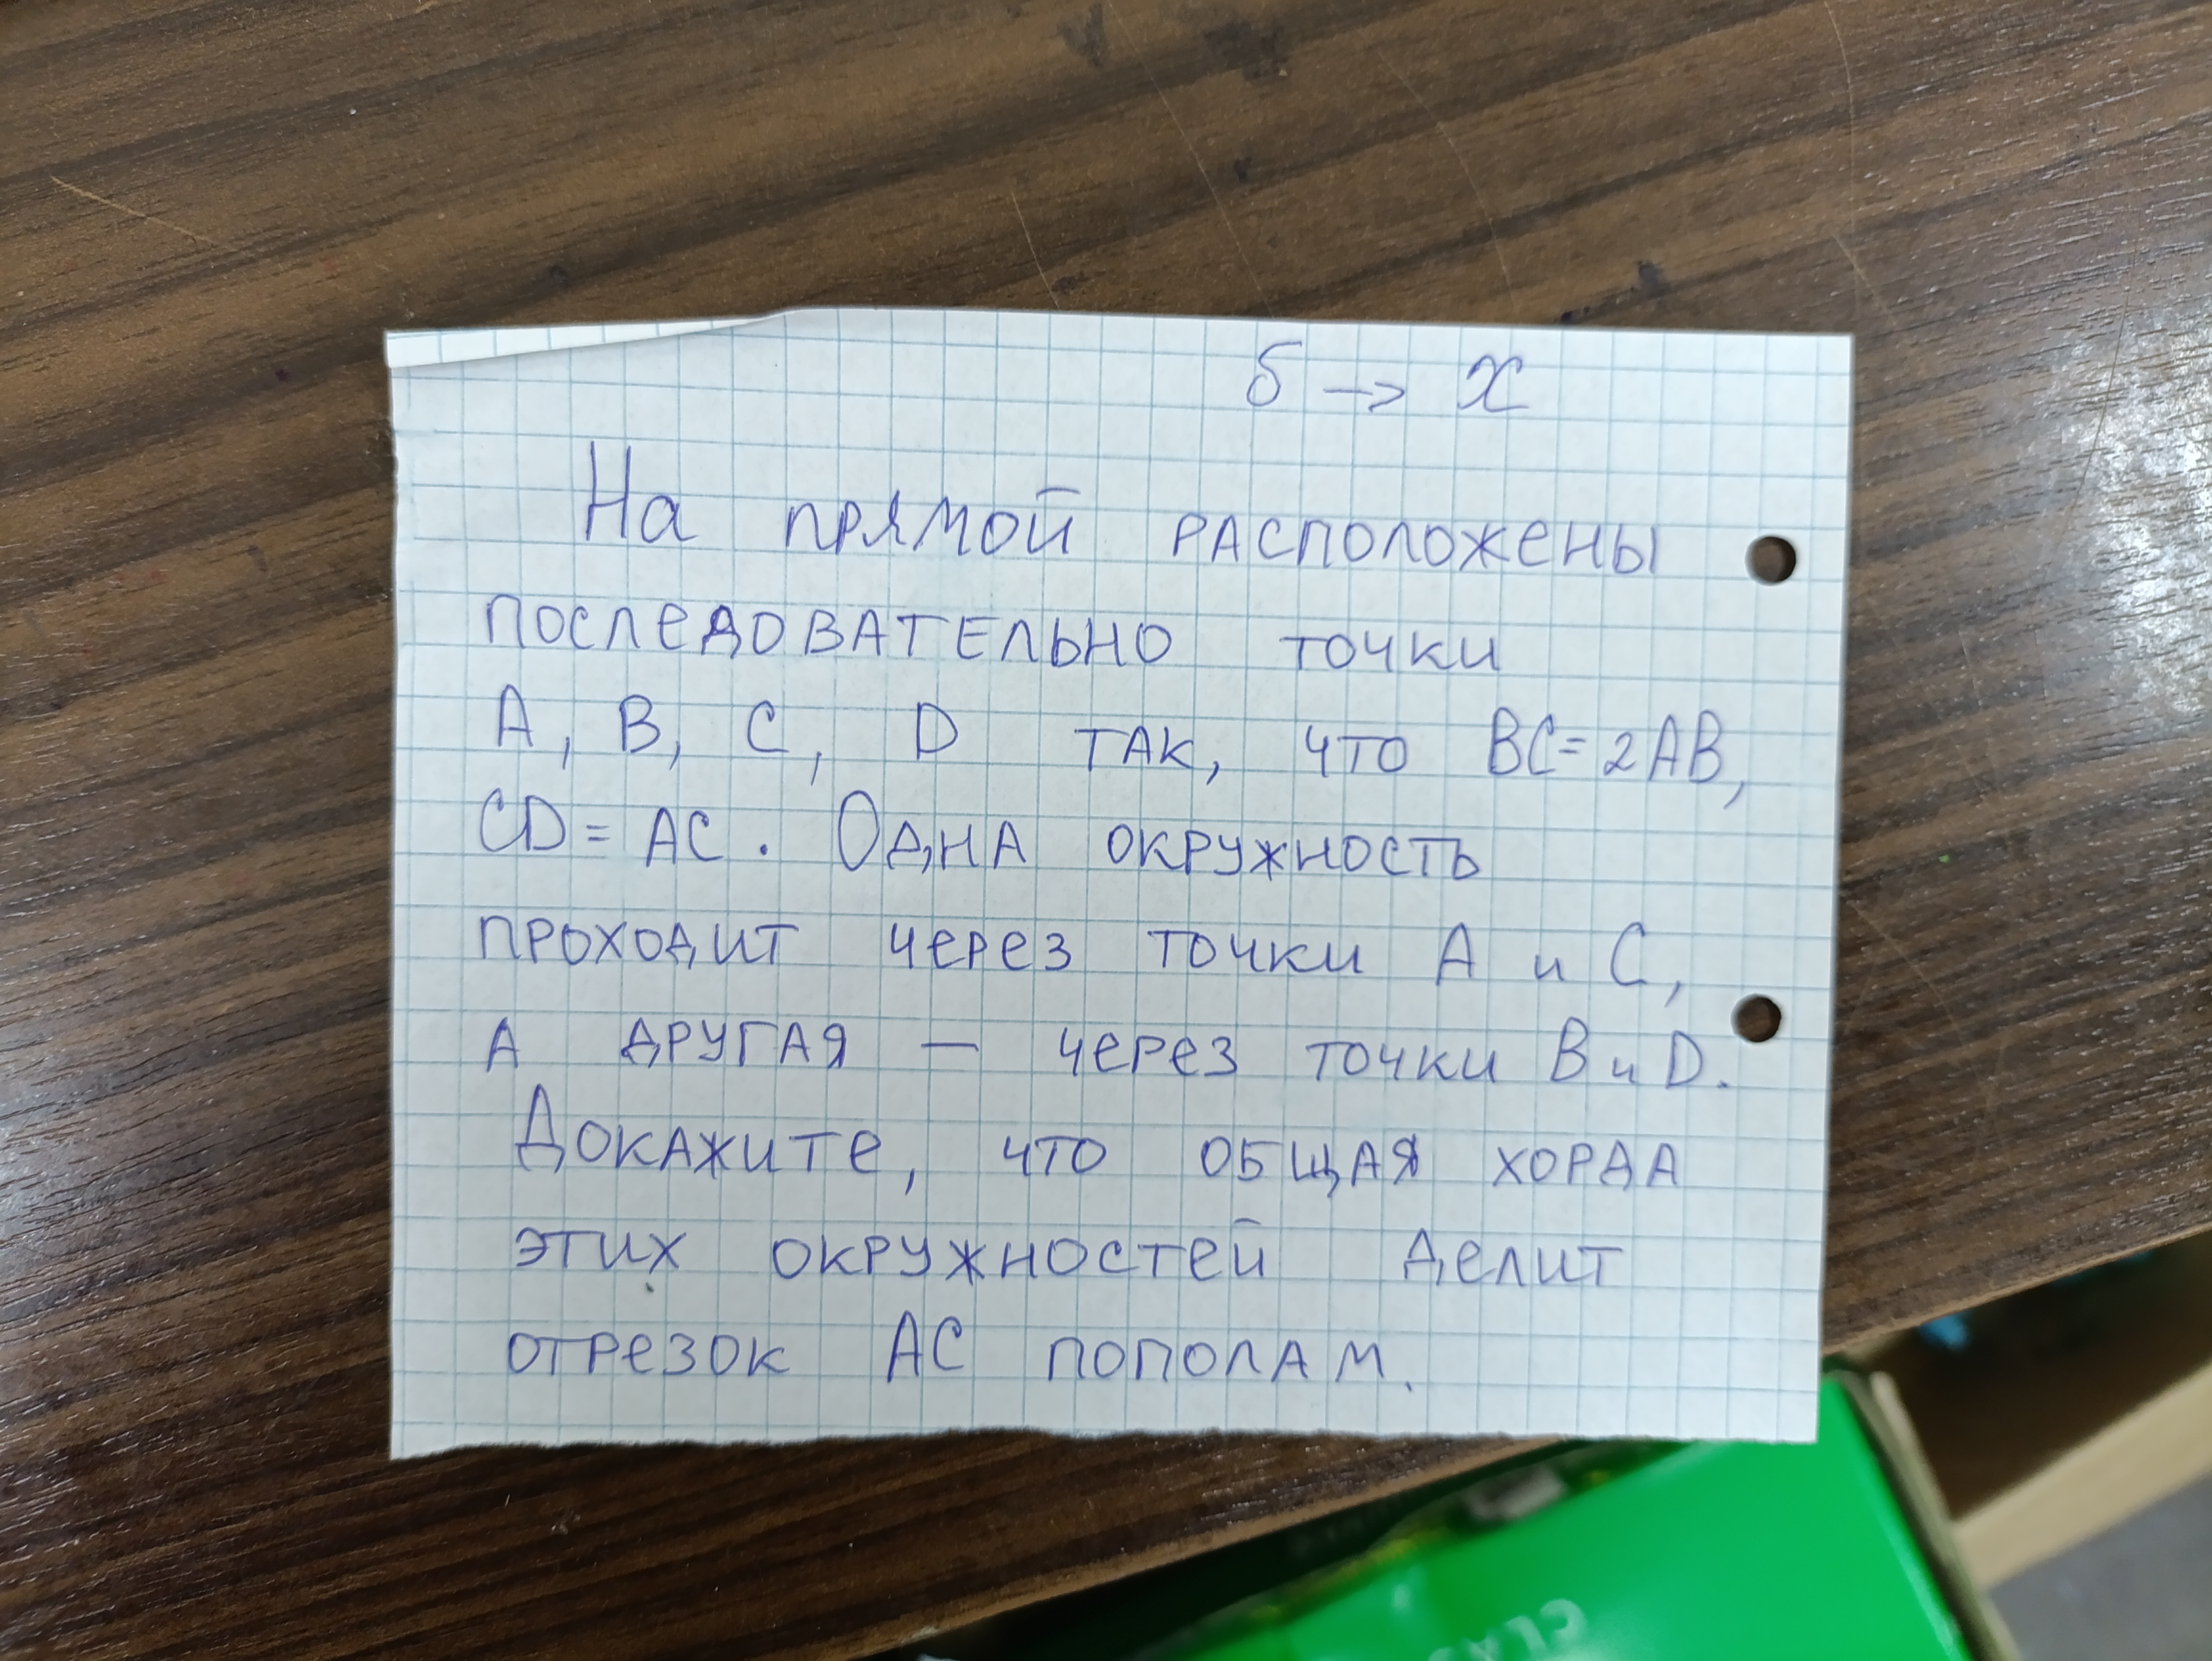 б → х
На прямой расположены
последовательно точки
A, B, C, D так, что BC=2AB,
CD=AC. Одна окружность
проходит через точки A и C,
а другая — через точки B и D.
Докажите, что общая хорда
этих окружностей делит
отрезок AC пополам.